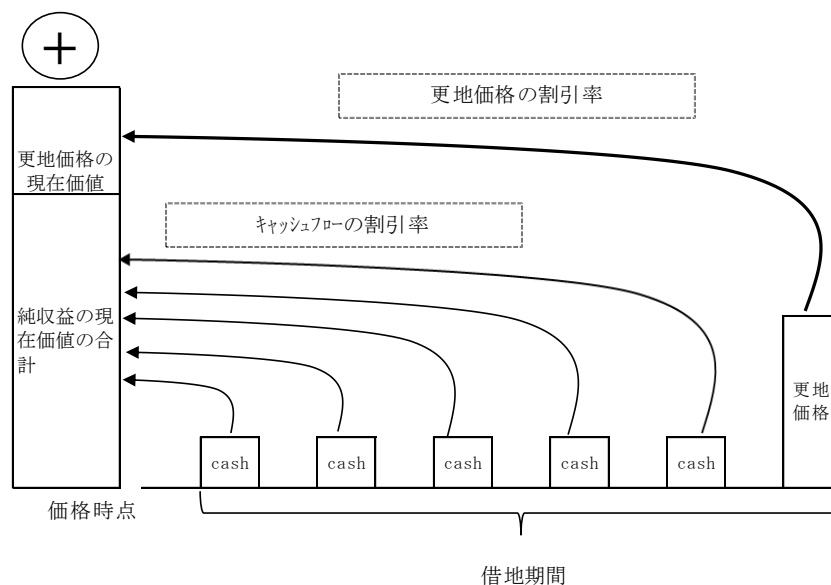 ＋
更地価格の割引率
更地価格の
現在価値
ｷｬｯｼｭﾌﾛｰの割引率
純収益の現
在価値の合
計
更地
価格
cash
cash
cash
cash
cash
価格時点
借地期間